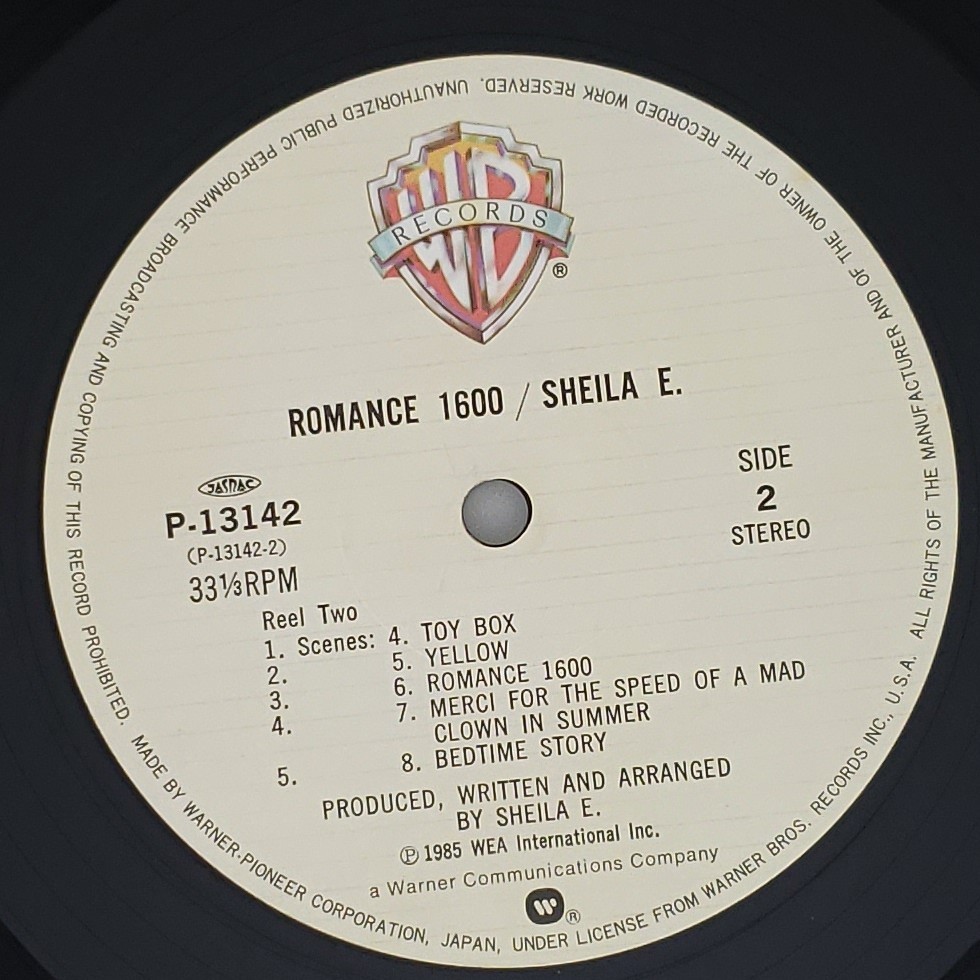 WB
RECORDS
®
ROMANCE 1600 / SHEILA E.
JASRAC
P-13142
(P-13142-2)
33⅓RPM
SIDE
2
STEREO
Reel Two
1. Scenes: 4. TOY BOX
2. 5. YELLOW
3. 6. ROMANCE 1600
4. 7. MERCI FOR THE SPEED OF A MAD
CLOWN IN SUMMER
5. 8. BEDTIME STORY
PRODUCED, WRITTEN AND ARRANGED
BY SHEILA E.
Ⓟ 1985 WEA International Inc.
a Warner Communications Company
W ®
MADE BY WARNER-PIONEER CORPORATION, JAPAN, UNDER LICENSE FROM WARNER BROS. RECORDS INC., U.S.A. ALL RIGHTS OF THE MANUFACTURER AND OF THE OWNER OF THE RECORDED WORK RESERVED. UNAUTHORIZED PUBLIC PERFORMANCE BROADCASTING AND COPYING OF THIS RECORD PROHIBITED.